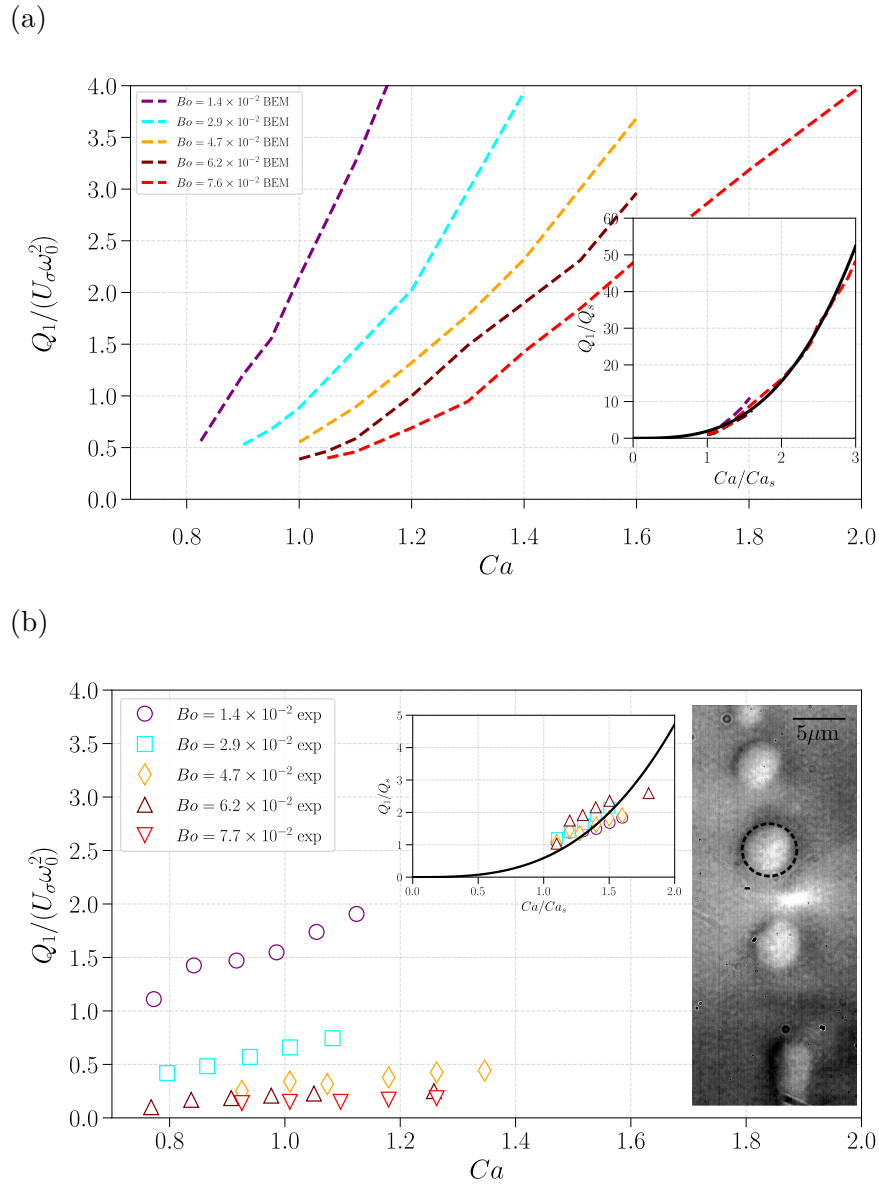 (a)
4.0
3.5
3.0
2.5
2.0
1.5
1.0
0.5
0.0
Q₁/(U_σω₀²)
Bo = 1.4 × 10⁻² BEM
Bo = 2.9 × 10⁻² BEM
Bo = 4.7 × 10⁻² BEM
Bo = 6.2 × 10⁻² BEM
Bo = 7.6 × 10⁻² BEM
60
50
40
30
20
10
0
Q₁/Qₛ
0 1 2 3
Ca/Caₛ
0.8 1.0 1.2 1.4 1.6 1.8 2.0
Ca
(b)
4.0
3.5
3.0
2.5
2.0
1.5
1.0
0.5
0.0
Q₁/(U_σω₀²)
Bo = 1.4 × 10⁻² exp
Bo = 2.9 × 10⁻² exp
Bo = 4.7 × 10⁻² exp
Bo = 6.2 × 10⁻² exp
Bo = 7.7 × 10⁻² exp
5
4
3
2
1
0
Q₁/Qₛ
0.0 0.5 1.0 1.5 2.0
Ca/Caₛ
5μm
0.8 1.0 1.2 1.4 1.6 1.8 2.0
Ca